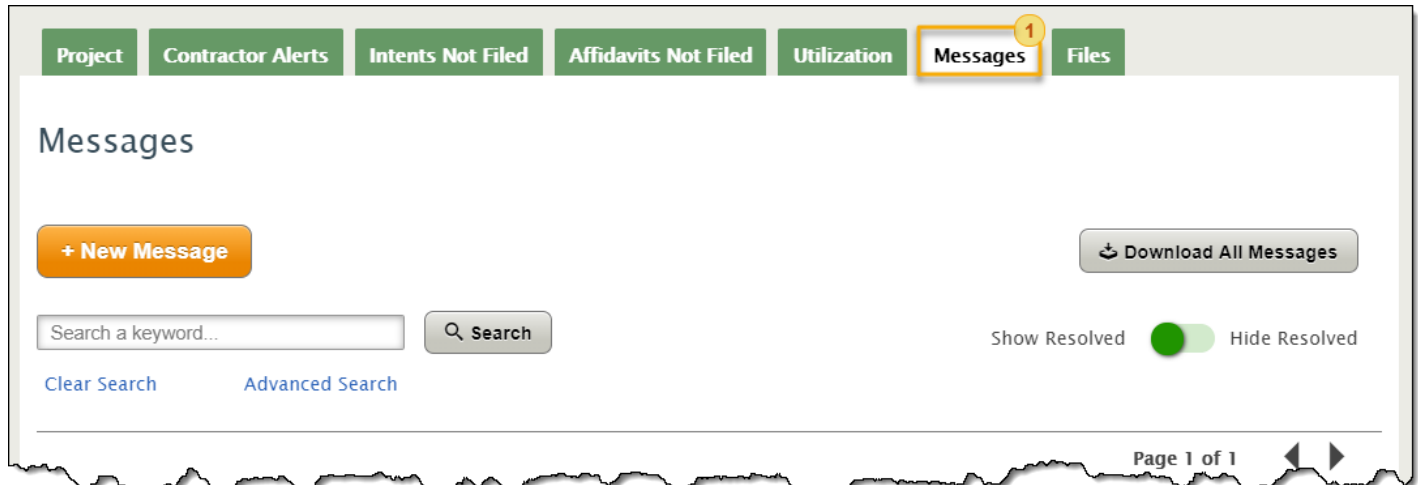 Project Contractor Alerts Intents Not Filed Affidavits Not Filed Utilization Messages 1 Files
Messages
+ New Message Download All Messages
Search a keyword... Search Show Resolved Hide Resolved
Clear Search Advanced Search
Page 1 of 1